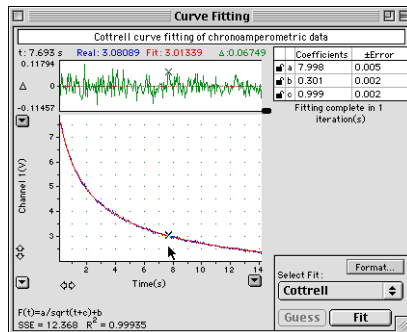 Curve Fitting
Cottrell curve fitting of chronoamperometric data
t: 7.693 s Real: 3.08089 Fit: 3.01339 Δ:0.06749
0.11794
Δ
-0.11457
Coefficients ±Error
a 7.998 0.005
b 0.301 0.002
c 0.999 0.002
Fitting complete in 1
iteration(s)
Channel 1(V)
7
6
5
4
3
2 4 6 8 10 12 14
Time(s)
F(t)=a/sqrt(t+c)+b
SSE = 12.368 R2 = 0.99935
Format...
Select Fit:
Cottrell
Guess Fit